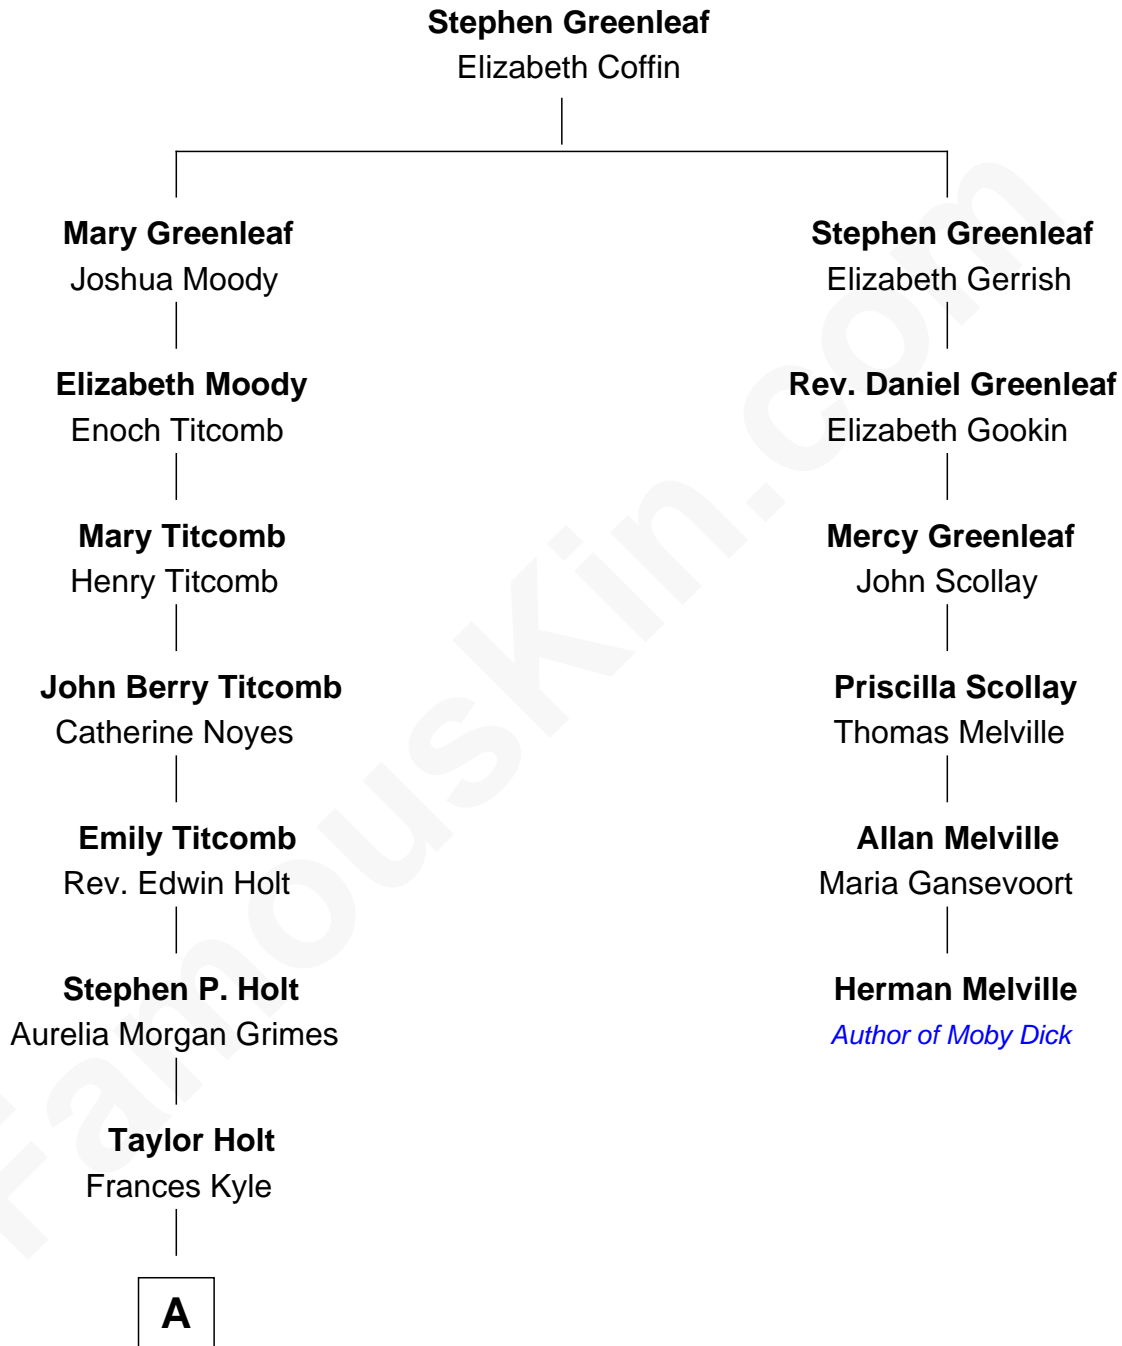 Stephen Greenleaf
Elizabeth Coffin
Mary Greenleaf
Joshua Moody
Stephen Greenleaf
Elizabeth Gerrish
Elizabeth Moody
Enoch Titcomb
Rev. Daniel Greenleaf
Elizabeth Gookin
Mary Titcomb
Henry Titcomb
Mercy Greenleaf
John Scollay
John Berry Titcomb
Catherine Noyes
Priscilla Scollay
Thomas Melville
Emily Titcomb
Rev. Edwin Holt
Allan Melville
Maria Gansevoort
Stephen P. Holt
Aurelia Morgan Grimes
Herman Melville
Author of Moby Dick
Taylor Holt
Frances Kyle
A
FamousKin.com